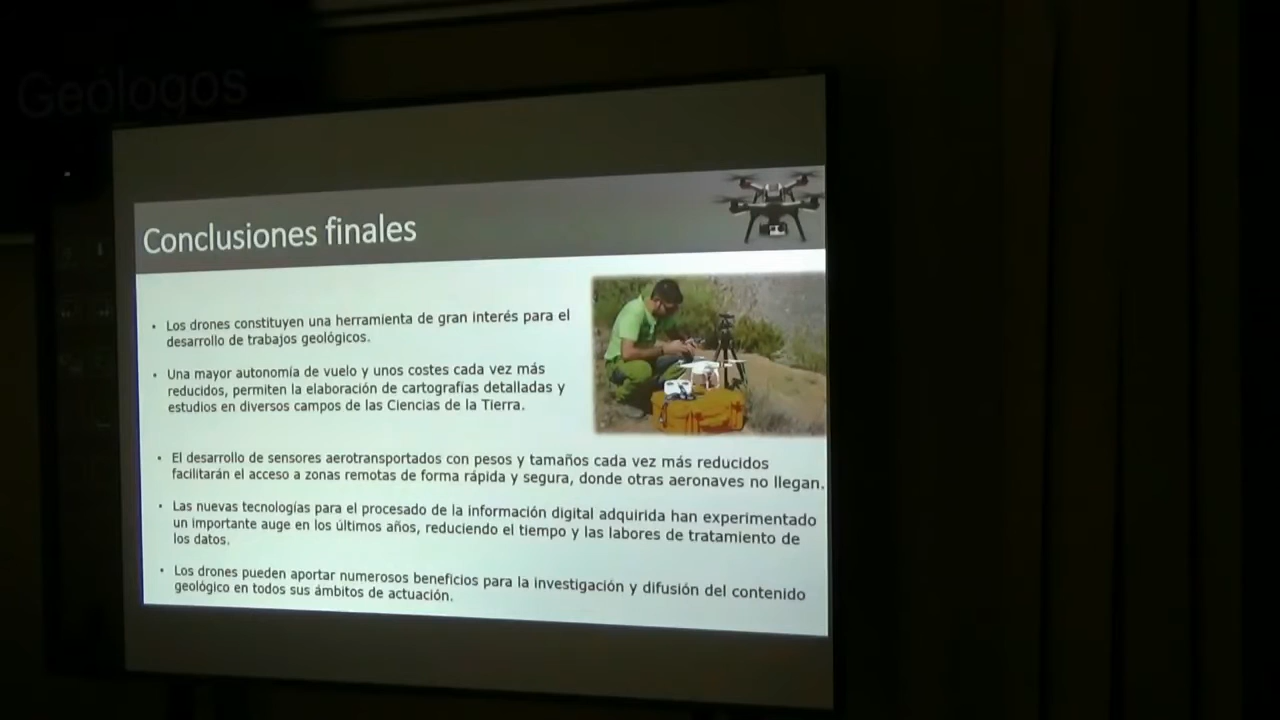 Geólogos
Conclusiones finales
• Los drones constituyen una herramienta de gran interés para el
desarrollo de trabajos geológicos.
• Una mayor autonomía de vuelo y unos costes cada vez más
reducidos, permiten la elaboración de cartografías detalladas y
estudios en diversos campos de las Ciencias de la Tierra.
• El desarrollo de sensores aerotransportados con pesos y tamaños cada vez más reducidos
facilitarán el acceso a zonas remotas de forma rápida y segura, donde otras aeronaves no llegan.
• Las nuevas tecnologías para el procesado de la información digital adquirida han experimentado
un importante auge en los últimos años, reduciendo el tiempo y las labores de tratamiento de
los datos.
• Los drones pueden aportar numerosos beneficios para la investigación y difusión del contenido
geológico en todos sus ámbitos de actuación.